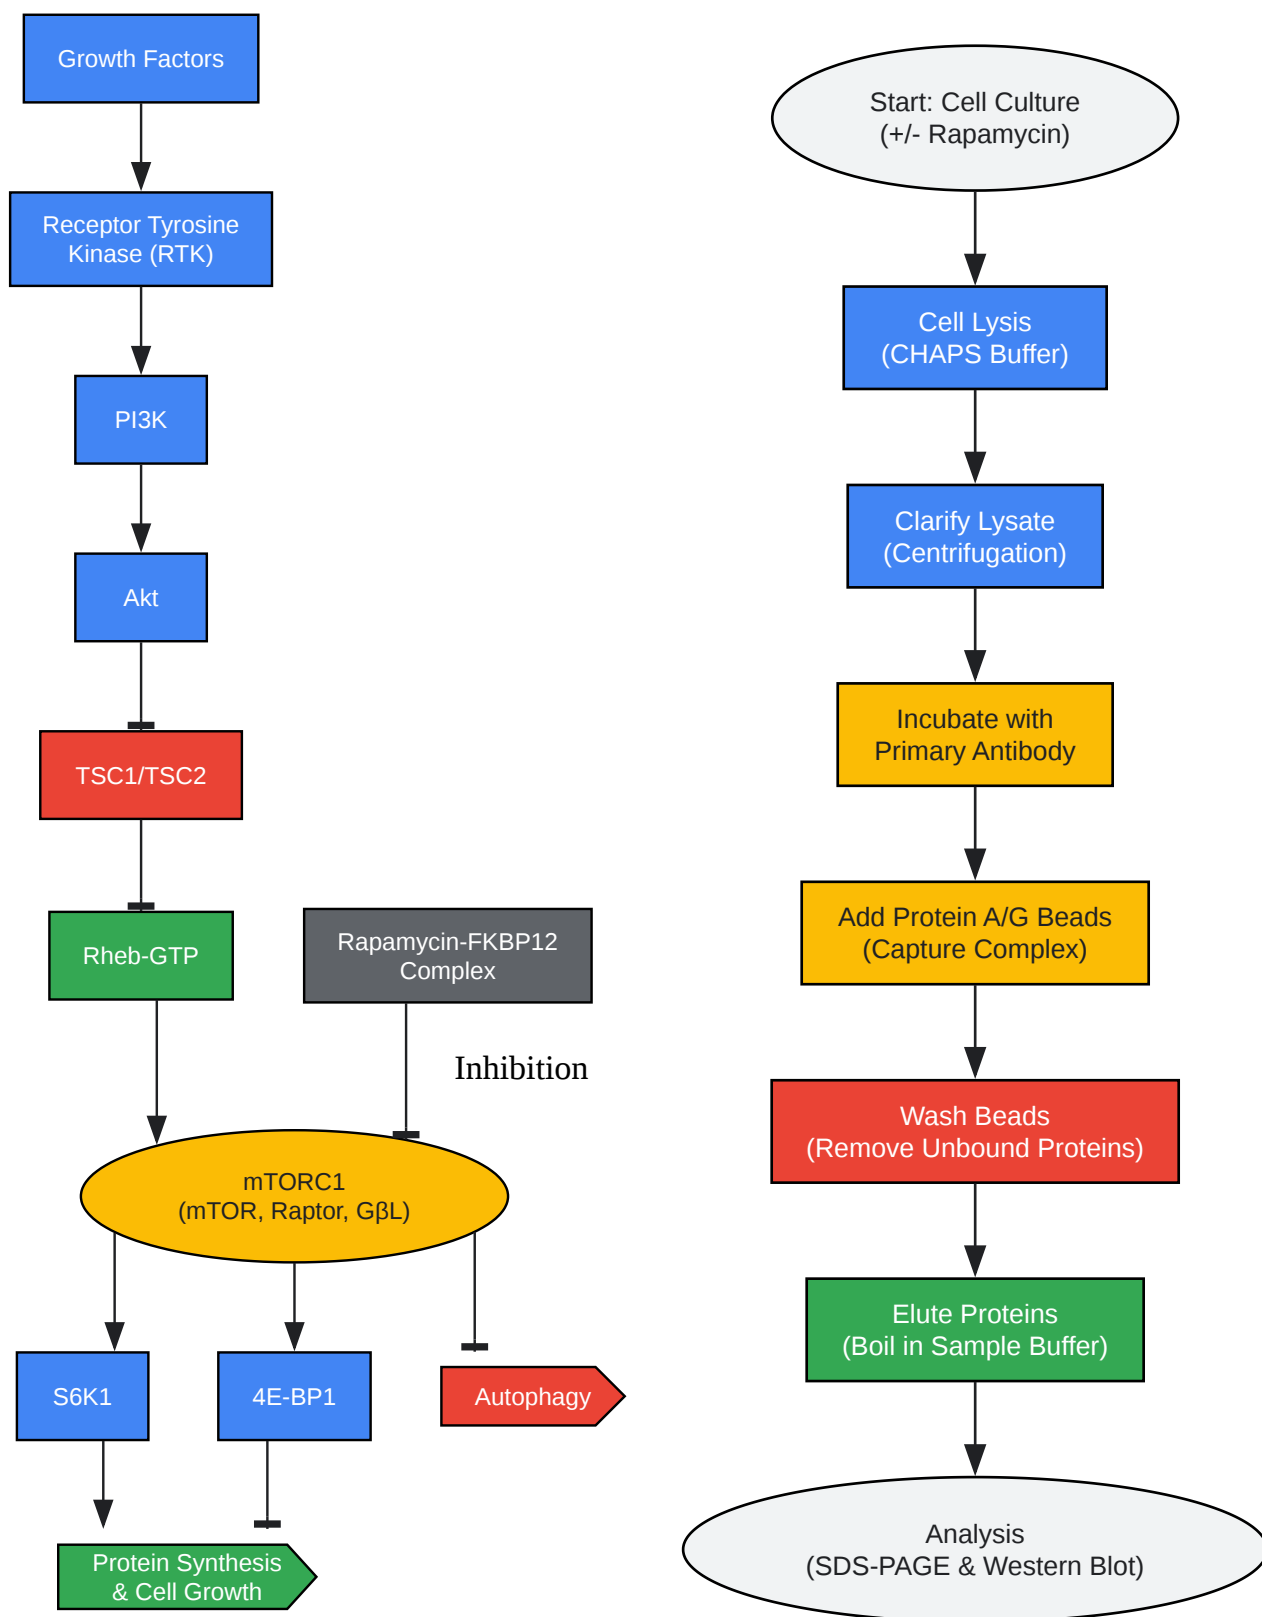 Growth Factors
Receptor Tyrosine
Kinase (RTK)
PI3K
Akt
TSC1/TSC2
Rheb-GTP
Rapamycin-FKBP12
Complex
Inhibition
mTORC1
(mTOR, Raptor, GβL)
S6K1
4E-BP1
Autophagy
Protein Synthesis
& Cell Growth
Start: Cell Culture
(+/- Rapamycin)
Cell Lysis
(CHAPS Buffer)
Clarify Lysate
(Centrifugation)
Incubate with
Primary Antibody
Add Protein A/G Beads
(Capture Complex)
Wash Beads
(Remove Unbound Proteins)
Elute Proteins
(Boil in Sample Buffer)
Analysis
(SDS-PAGE & Western Blot)